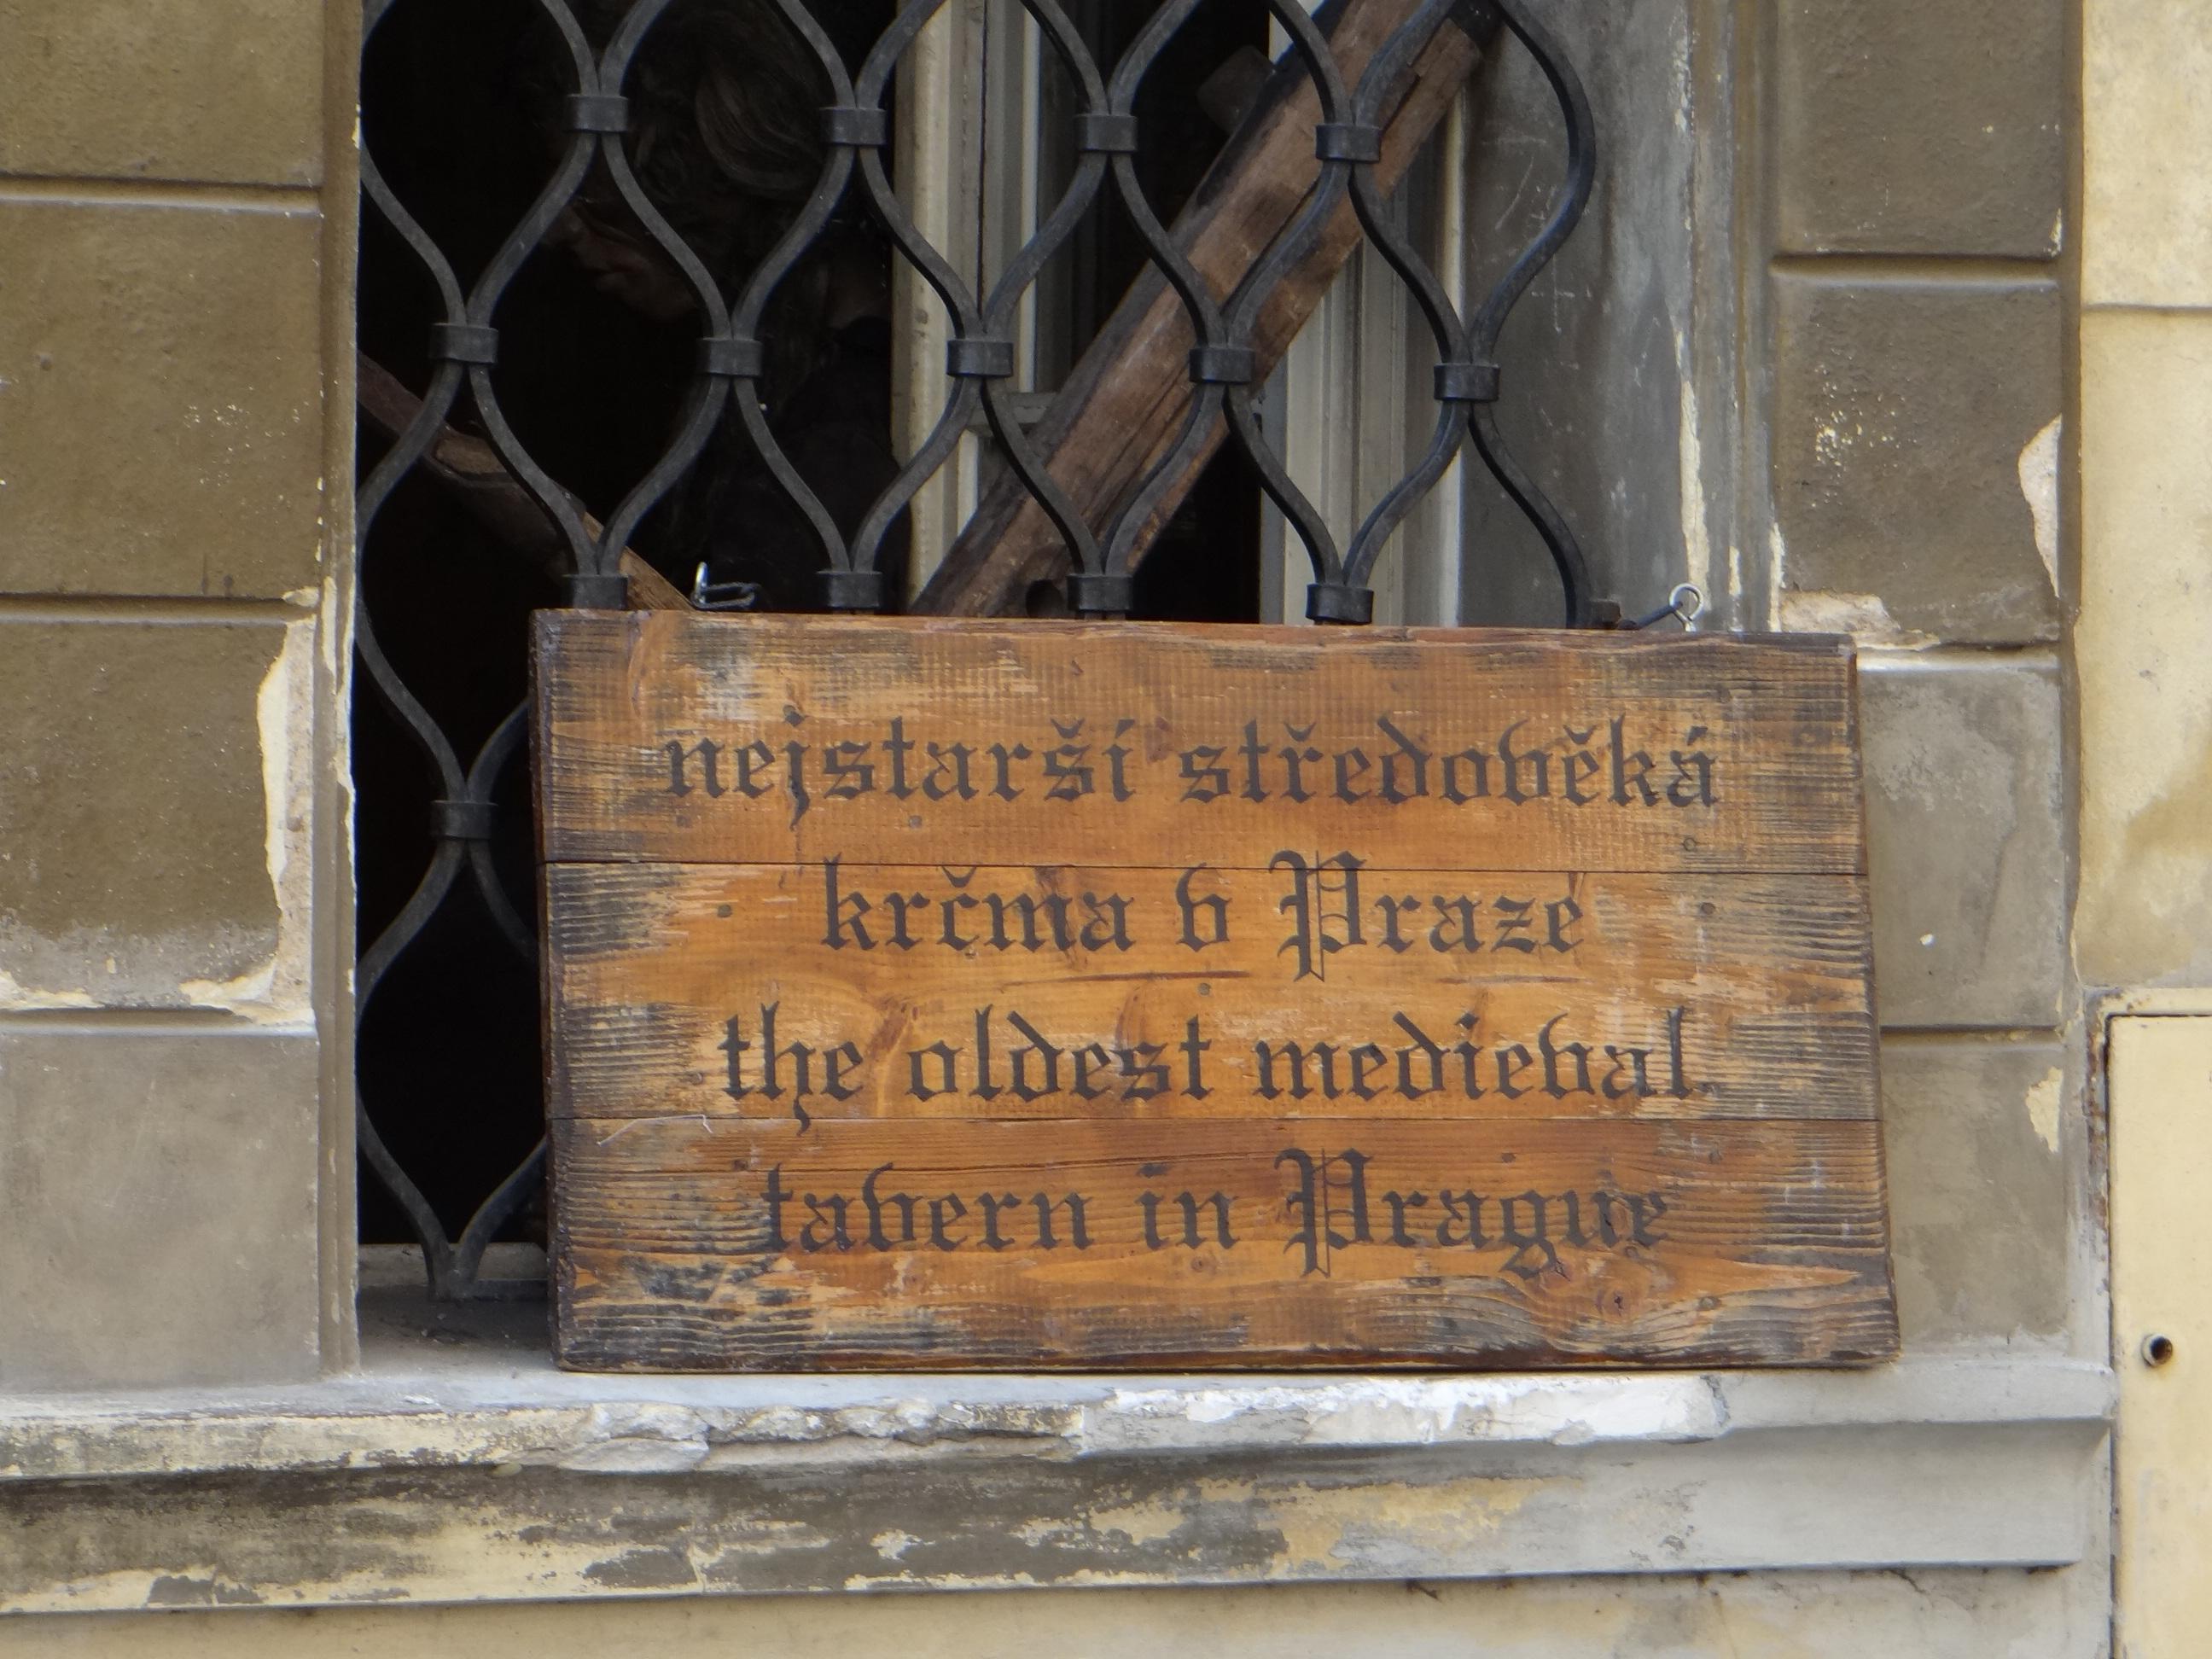 nejstarší středověká
krčma v Praze
the oldest medieval
tavern in Prague